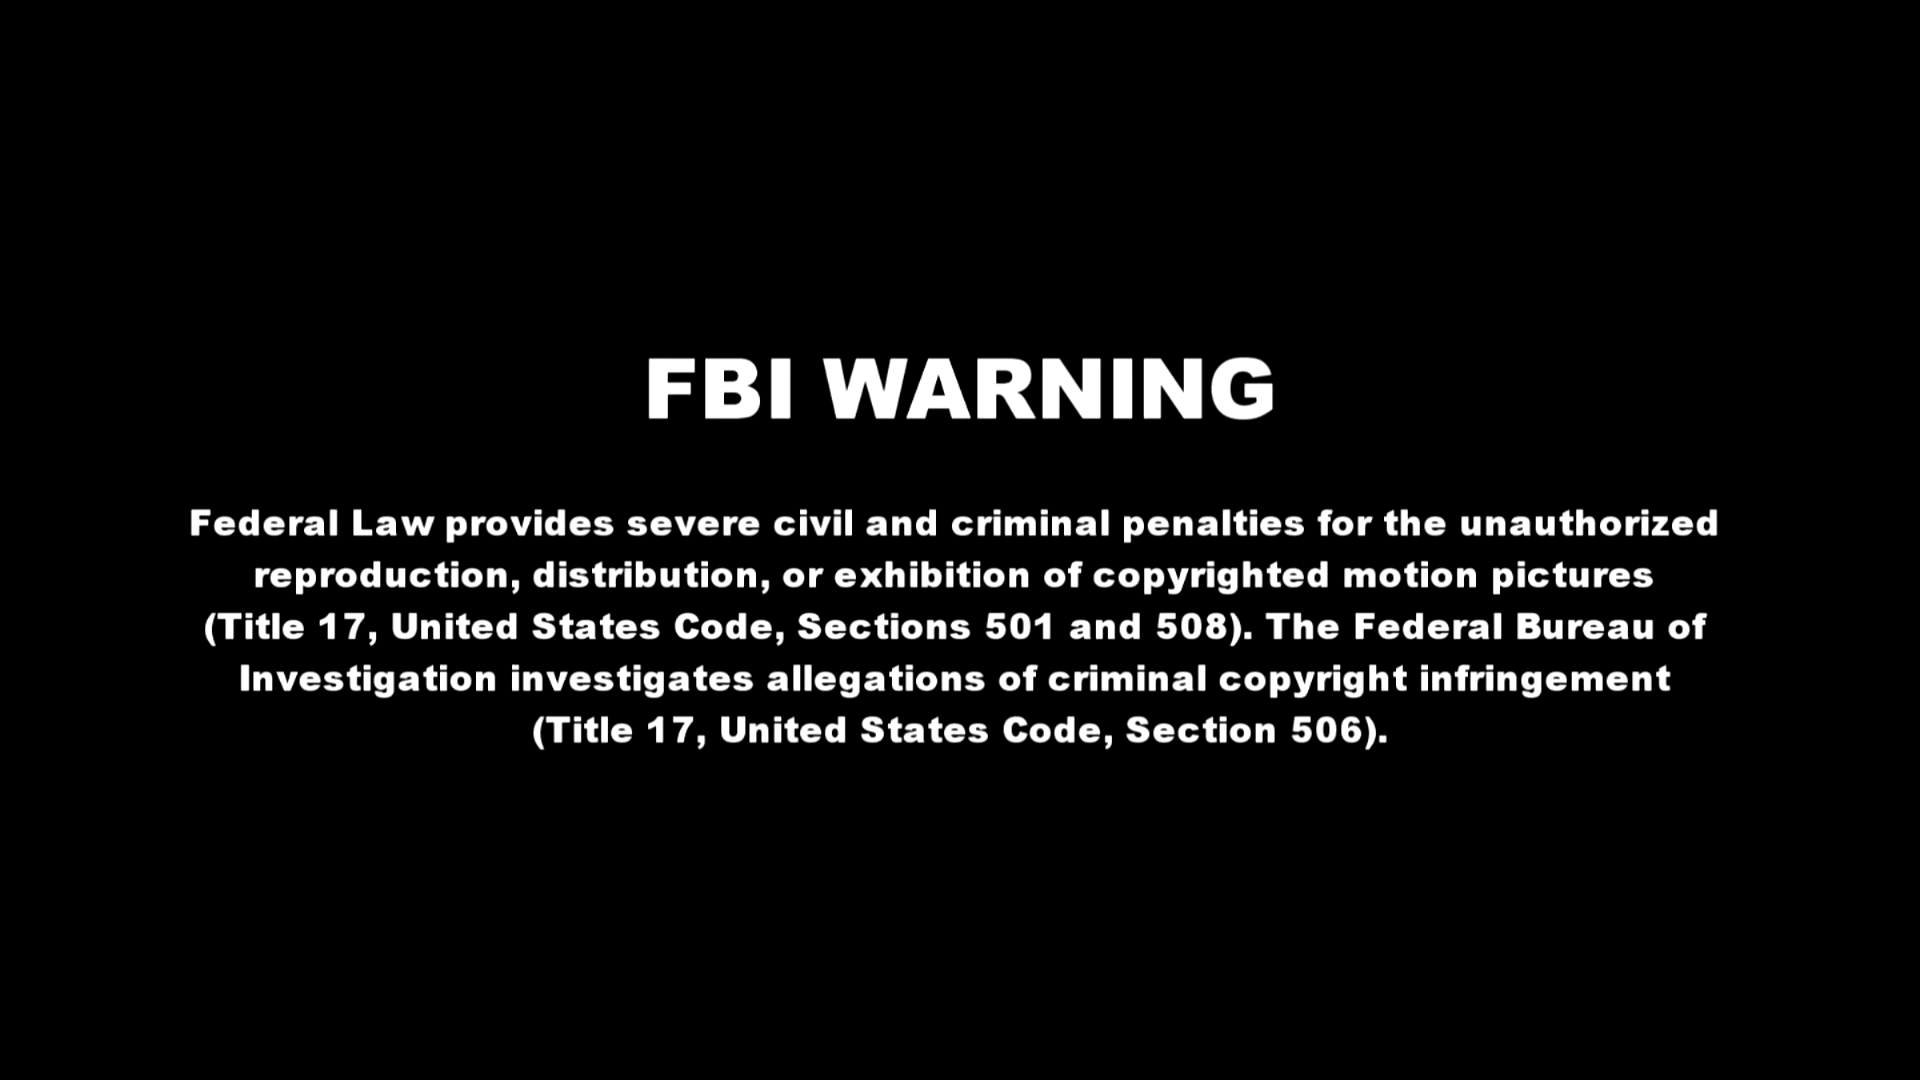 FBI WARNING
Federal Law provides severe civil and criminal penalties for the unauthorized
reproduction, distribution, or exhibition of copyrighted motion pictures
(Title 17, United States Code, Sections 501 and 508). The Federal Bureau of
Investigation investigates allegations of criminal copyright infringement
(Title 17, United States Code, Section 506).